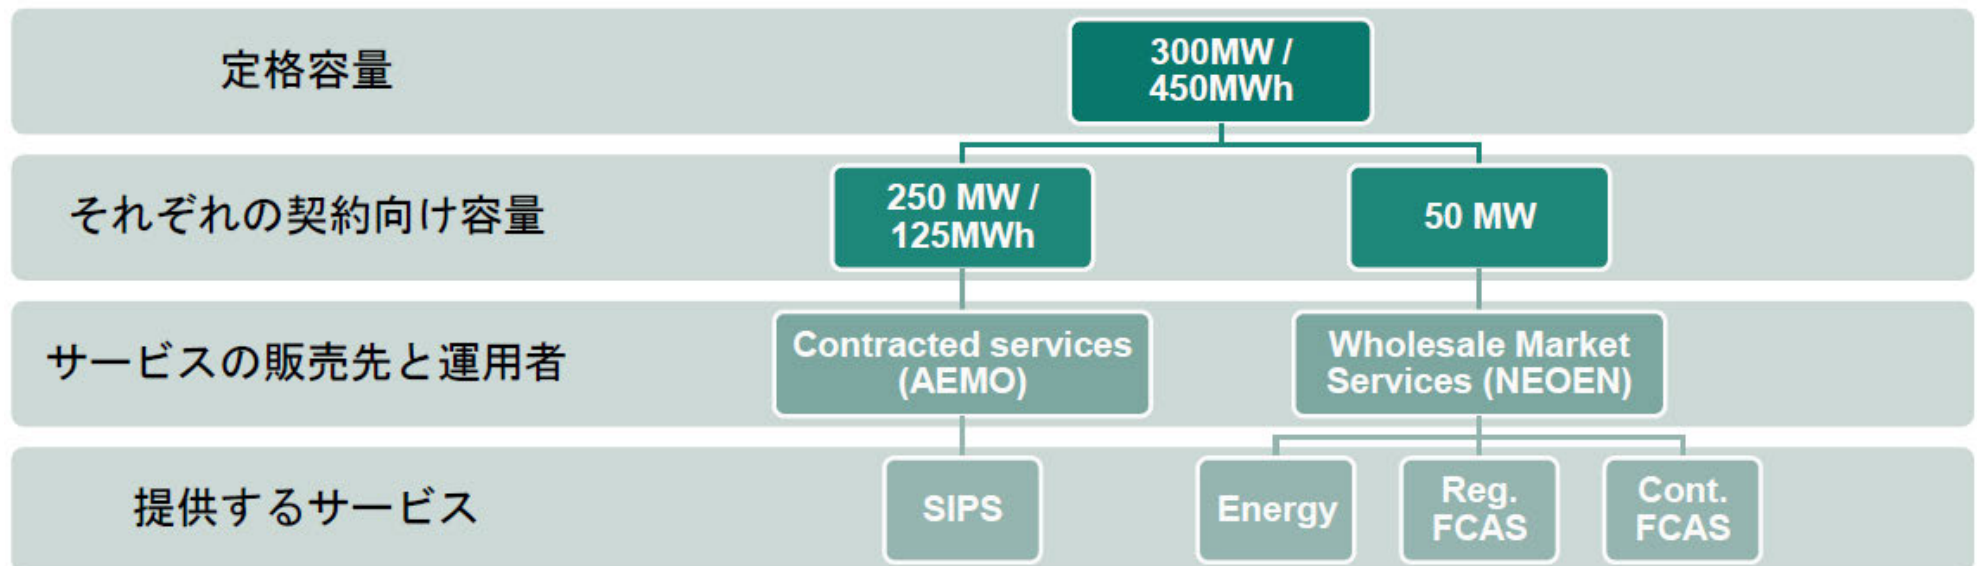 定格容量
300MW /
450MWh
それぞれの契約向け容量
250 MW /
125MWh
50 MW
サービスの販売先と運用者
Contracted services
(AEMO)
Wholesale Market
Services (NEOEN)
提供するサービス
SIPS
Energy
Reg.
FCAS
Cont.
FCAS